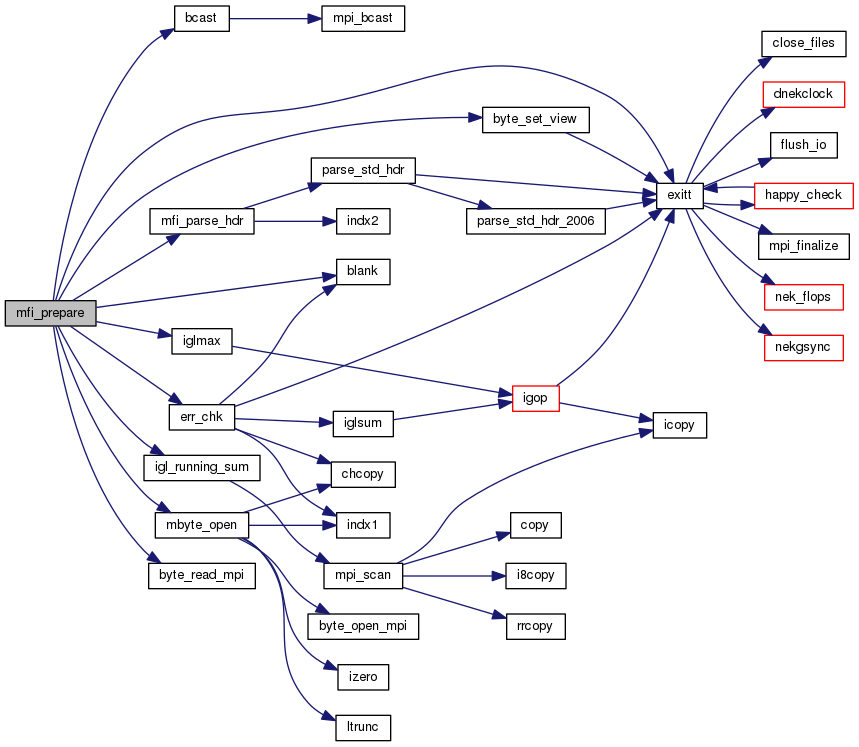 bcast
mpi_bcast
close_files
dnekclock
byte_set_view
flush_io
parse_std_hdr
exitt
happy_check
mfi_parse_hdr
indx2
parse_std_hdr_2006
mpi_finalize
blank
mfi_prepare
nek_flops
iglmax
nekgsync
igop
err_chk
iglsum
icopy
igl_running_sum
chcopy
mbyte_open
indx1
copy
byte_read_mpi
mpi_scan
i8copy
byte_open_mpi
rrcopy
izero
ltrunc